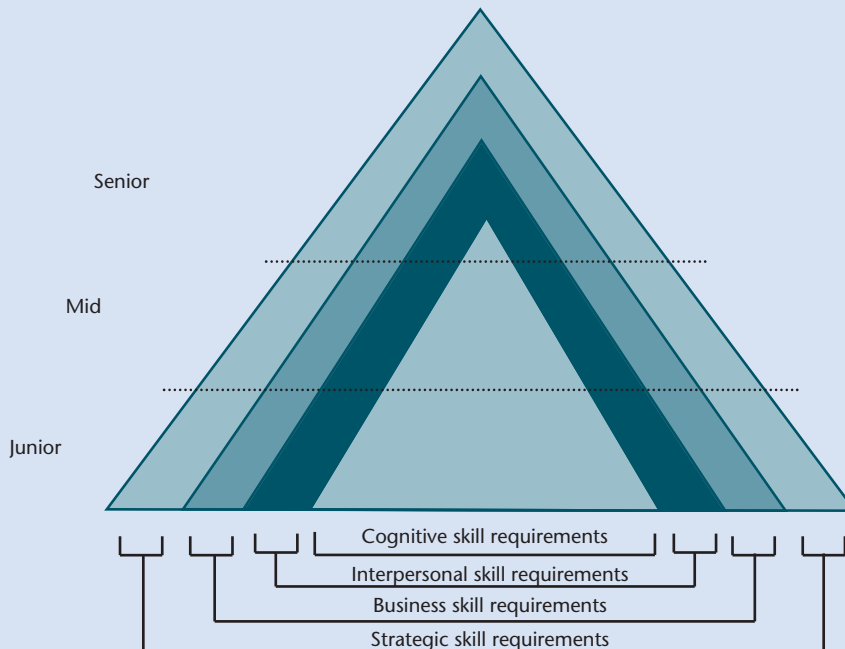 Senior
Mid
Junior
Cognitive skill requirements
Interpersonal skill requirements
Business skill requirements
Strategic skill requirements